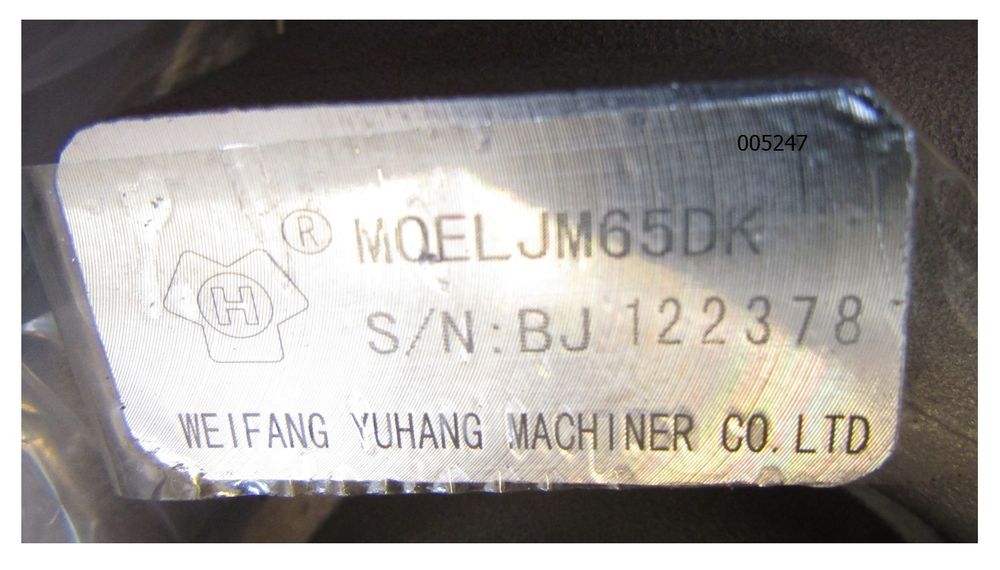 005247
® MOELJM65DK
H
S/N:BJ 122378
WEIFANG YUHANG MACHINER CO.LTD